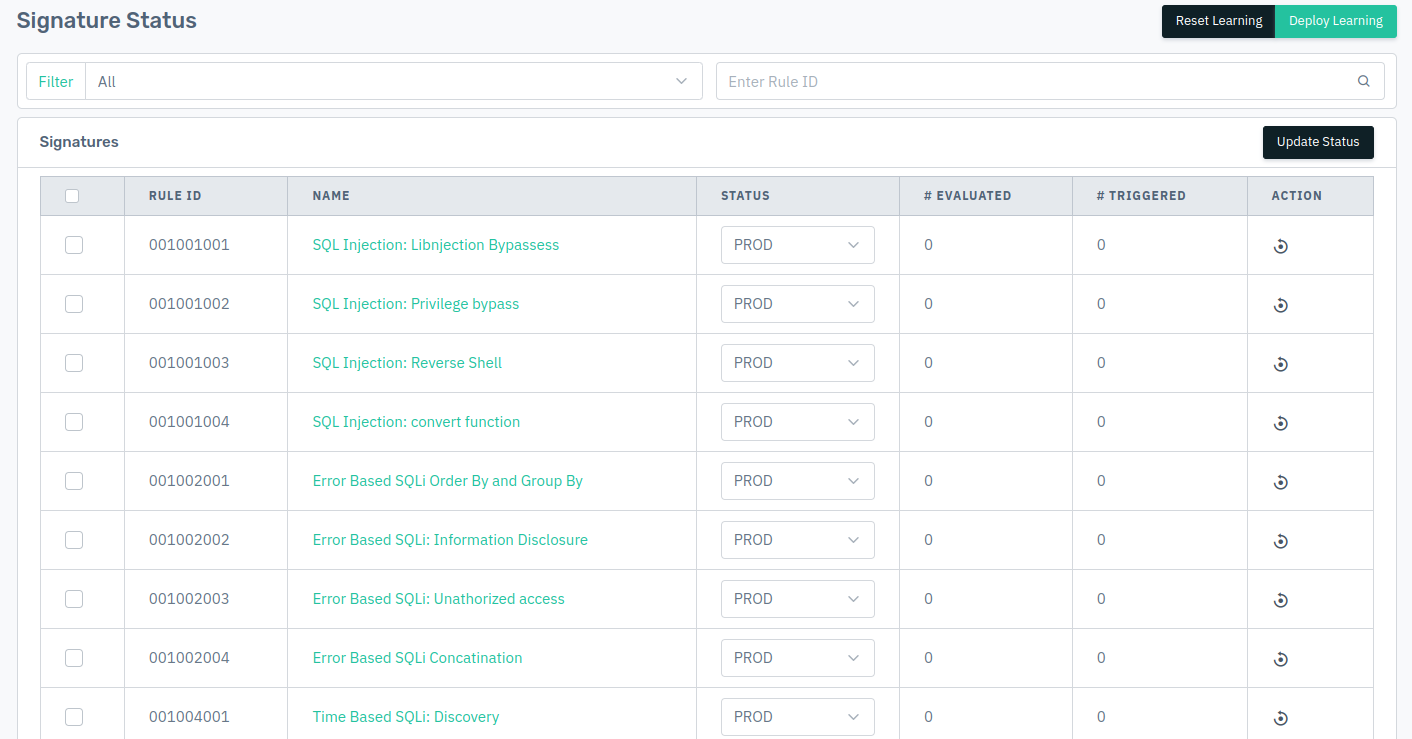 Signature Status
Reset Learning Deploy Learning
Filter All Enter Rule ID
Signatures
Update Status
RULE ID NAME STATUS # EVALUATED # TRIGGERED ACTION
001001001 SQL Injection: Libnjection Bypassess PROD 0 0
001001002 SQL Injection: Privilege bypass PROD 0 0
001001003 SQL Injection: Reverse Shell PROD 0 0
001001004 SQL Injection: convert function PROD 0 0
001002001 Error Based SQLi Order By and Group By PROD 0 0
001002002 Error Based SQLi: Information Disclosure PROD 0 0
001002003 Error Based SQLi: Unathorized access PROD 0 0
001002004 Error Based SQLi Concatination PROD 0 0
001004001 Time Based SQLi: Discovery PROD 0 0